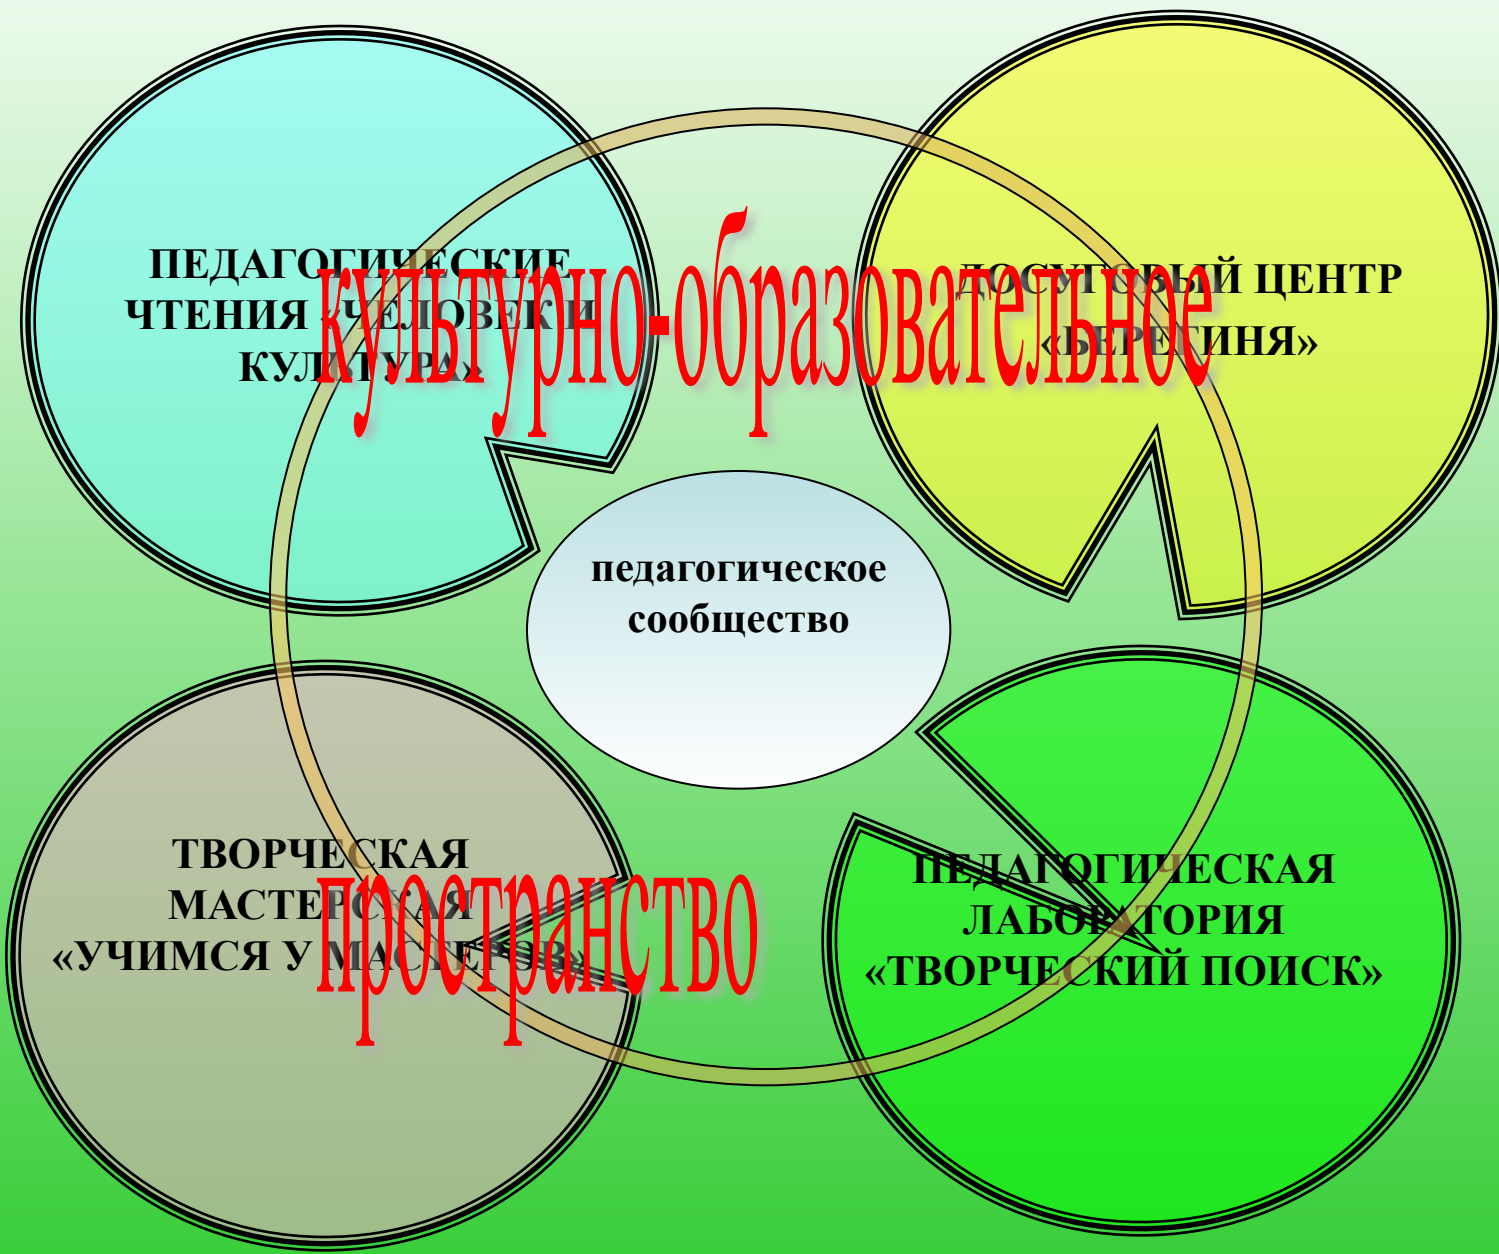 ПЕДАГОГИЧЕСКИЕ
ЧТЕНИЯ «ЧЕЛОВЕК И
КУЛЬТУРА»
ДОСУГОВЫЙ ЦЕНТР
«БЕРЕГИНЯ»
культурно-образовательное
педагогическое
сообщество
ТВОРЧЕСКАЯ
МАСТЕРСКАЯ
«УЧИМСЯ У МАСТЕРОВ»
ПЕДАГОГИЧЕСКАЯ
ЛАБОРАТОРИЯ
«ТВОРЧЕСКИЙ ПОИСК»
пространство